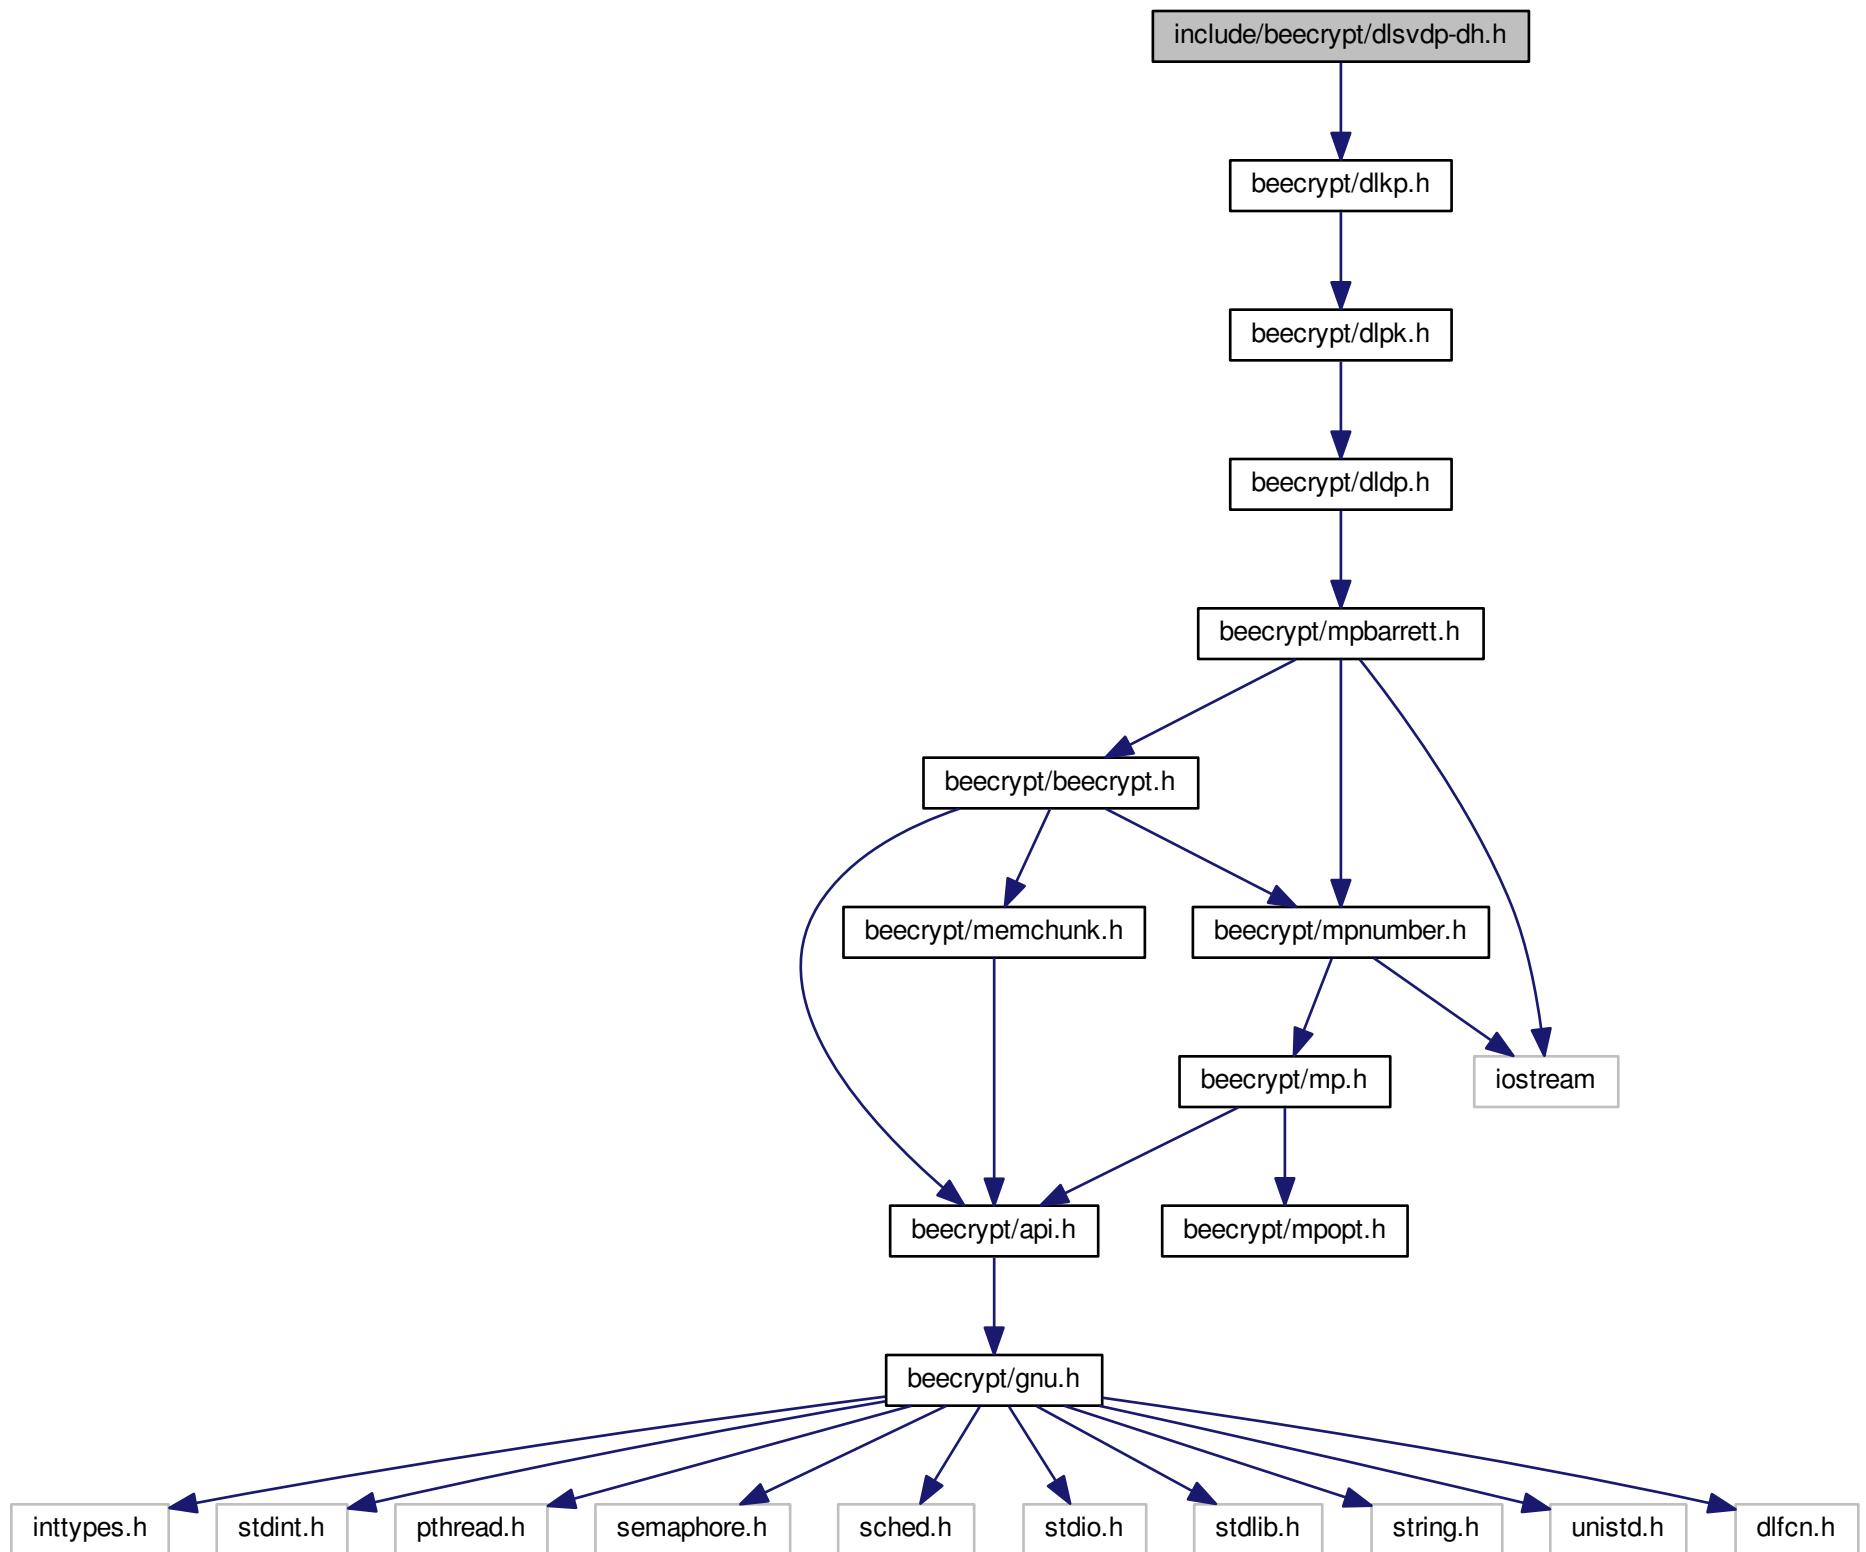 include/beecrypt/dlsvdp-dh.h
beecrypt/dlkp.h
beecrypt/dlpk.h
beecrypt/dldp.h
beecrypt/mpbarrett.h
beecrypt/beecrypt.h
beecrypt/memchunk.h
beecrypt/mpnumber.h
beecrypt/mp.h
iostream
beecrypt/api.h
beecrypt/mpopt.h
beecrypt/gnu.h
inttypes.h
stdint.h
pthread.h
semaphore.h
sched.h
stdio.h
stdlib.h
string.h
unistd.h
dlfcn.h